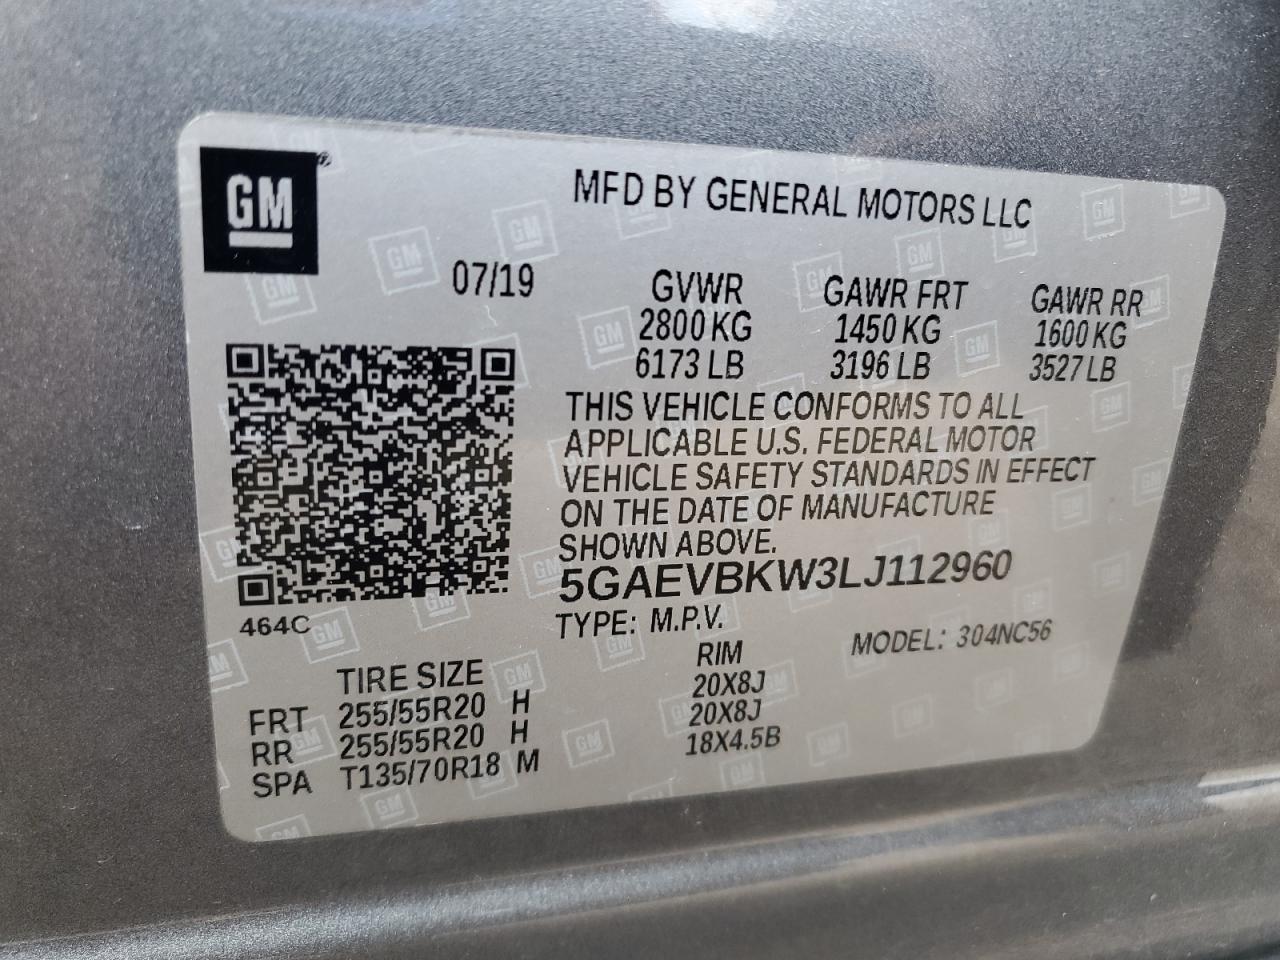 GM®
MFD BY GENERAL MOTORS LLC
07/19
GVWR GAWR FRT GAWR RR
2800 KG 1450 KG 1600 KG
6173 LB 3196 LB 3527 LB
THIS VEHICLE CONFORMS TO ALL
APPLICABLE U.S. FEDERAL MOTOR
VEHICLE SAFETY STANDARDS IN EFFECT
ON THE DATE OF MANUFACTURE
SHOWN ABOVE.
5GAEVBKW3LJ112960
464C
TYPE: M.P.V. MODEL: 304NC56
TIRE SIZE RIM
FRT 255/55R20 H 20X8J
RR 255/55R20 H 20X8J
SPA T135/70R18 M 18X4.5B